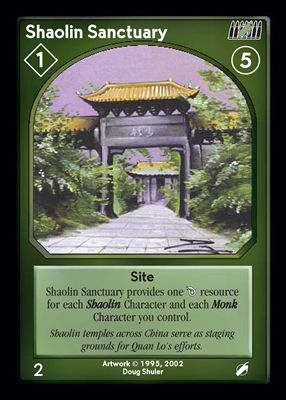 Shaolin Sanctuary
1
5
Site
Shaolin Sanctuary provides one resource
for each Shaolin Character and each Monk
Character you control.
Shaolin temples across China serve as staging
grounds for Quan Lo's efforts.
2
Artwork © 1995, 2002
Doug Shuler